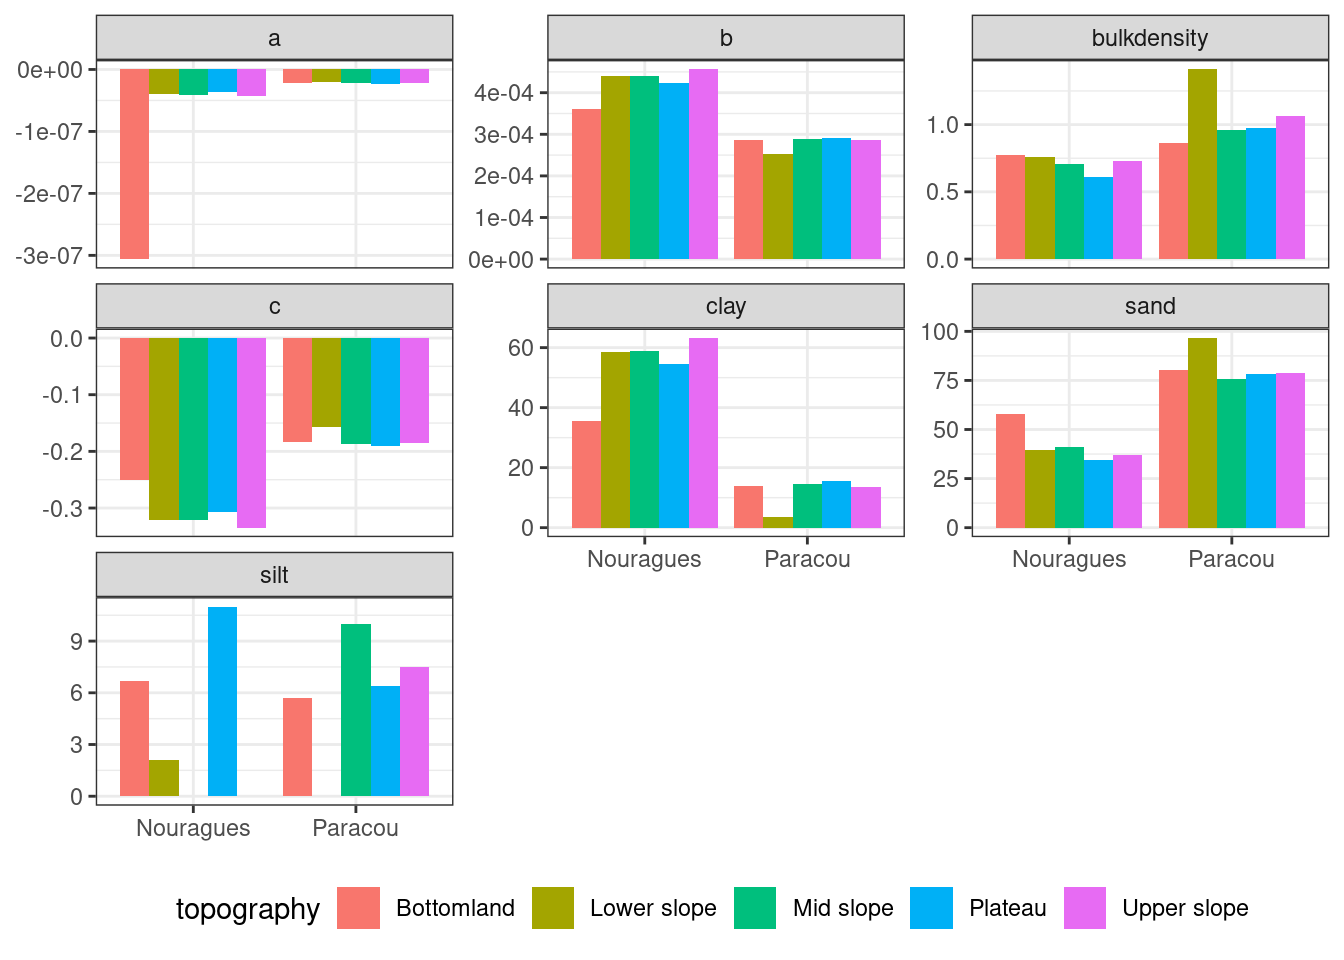 a b bulkdensity
0e+00
-1e-07
-2e-07
-3e-07
4e-04
3e-04
2e-04
1e-04
0e+00
1.0
0.5
0.0
c clay sand
0.0
-0.1
-0.2
-0.3
60
40
20
0
100
75
50
25
0
Nouragues Paracou Nouragues Paracou
silt
9
6
3
0
Nouragues Paracou
topography Bottomland Lower slope Mid slope Plateau Upper slope